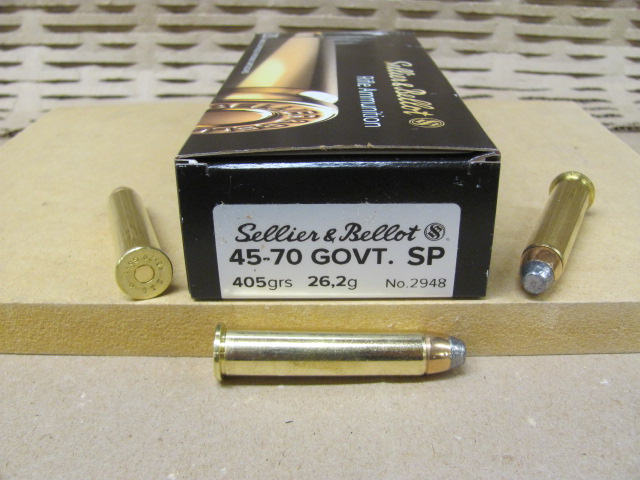 Sellier & Bellot S
Rifle Ammunition
Sellier & Bellot S
45-70 GOVT. SP
405grs 26,2g No.2948